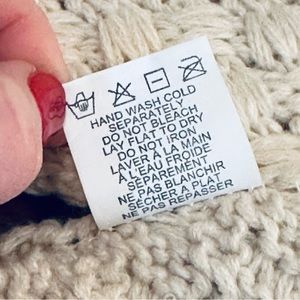 HAND WASH COLD
SEPARATELY
DO NOT BLEACH
LAY FLAT TO DRY
DO NOT IRON
LAVER A LA MAIN
A L'EAU FROIDE
SEPAREMENT
NE PAS BLANCHIR
SECHER A PLAT
NE PAS REPASSER